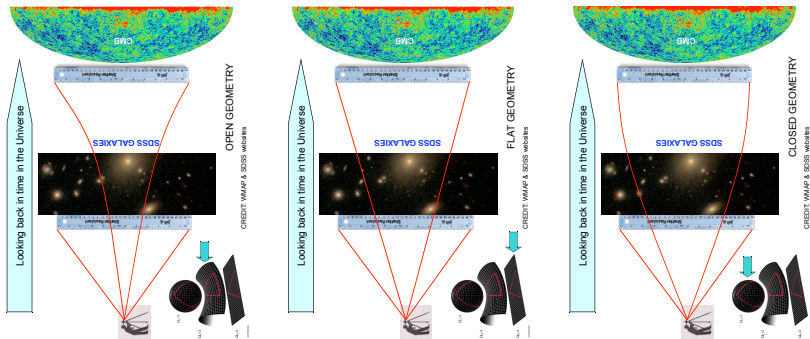 CMB
Looking back in time in the Universe
SDSS GALAXIES
OPEN GEOMETRY
CREDIT: WMAP & SDSS websites
CMB
Looking back in time in the Universe
SDSS GALAXIES
FLAT GEOMETRY
CREDIT: WMAP & SDSS websites
CMB
Looking back in time in the Universe
SDSS GALAXIES
CLOSED GEOMETRY
CREDIT: WMAP & SDSS websites